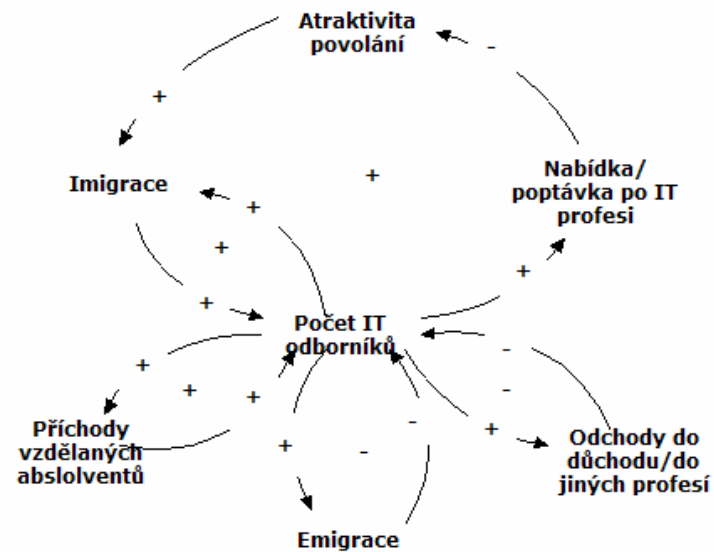 Atraktivita
povolání
-
+
Imigrace
+
Nabídka/
poptávka po IT
profesi
+
+
+
+
Počet IT
odborníků
-
+
+
+
-
-
+
-
+
Příchody
vzdělaných
abslolventů
Odchody do
důchodu/do
jiných profesí
Emigrace